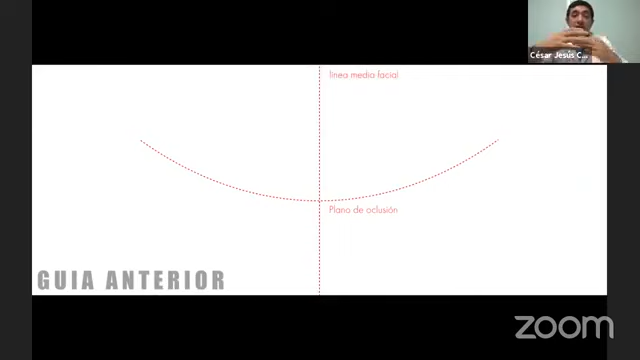 César Jesús C...
línea media facial
Plano de oclusión
GUIA ANTERIOR
zoom